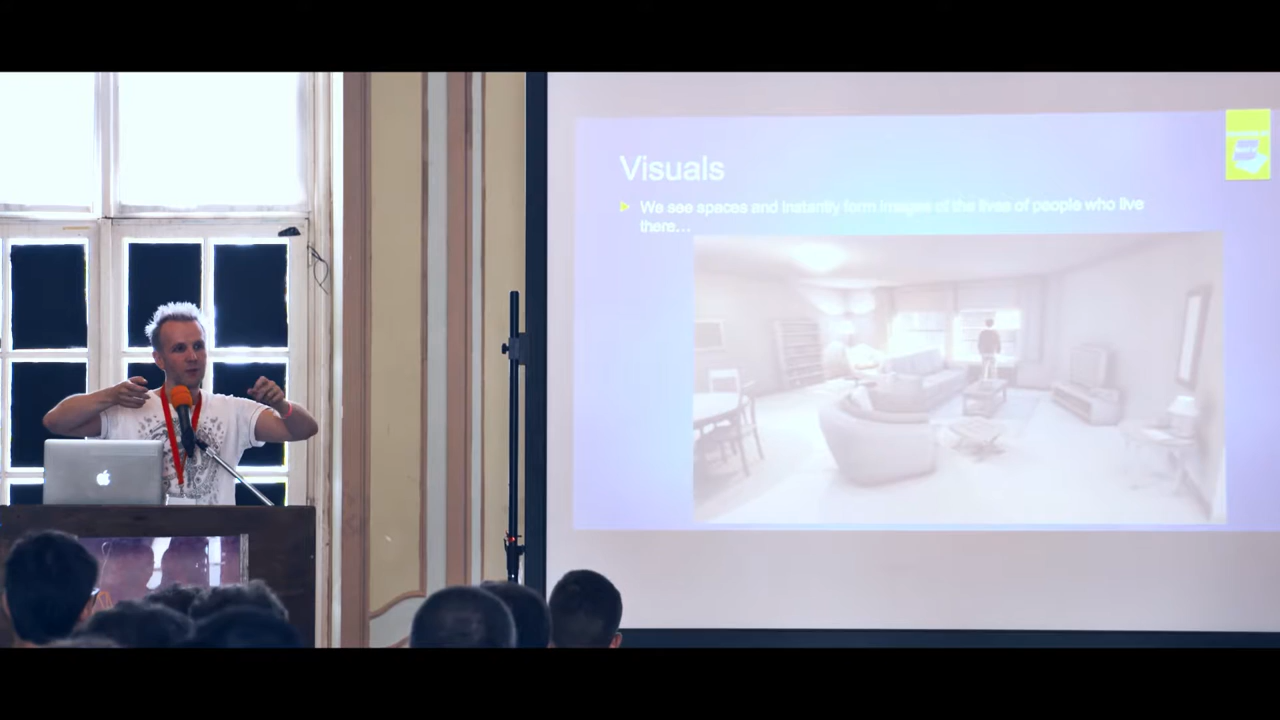 Visuals
We see spaces and instantly form images of the lives of people who live
there…